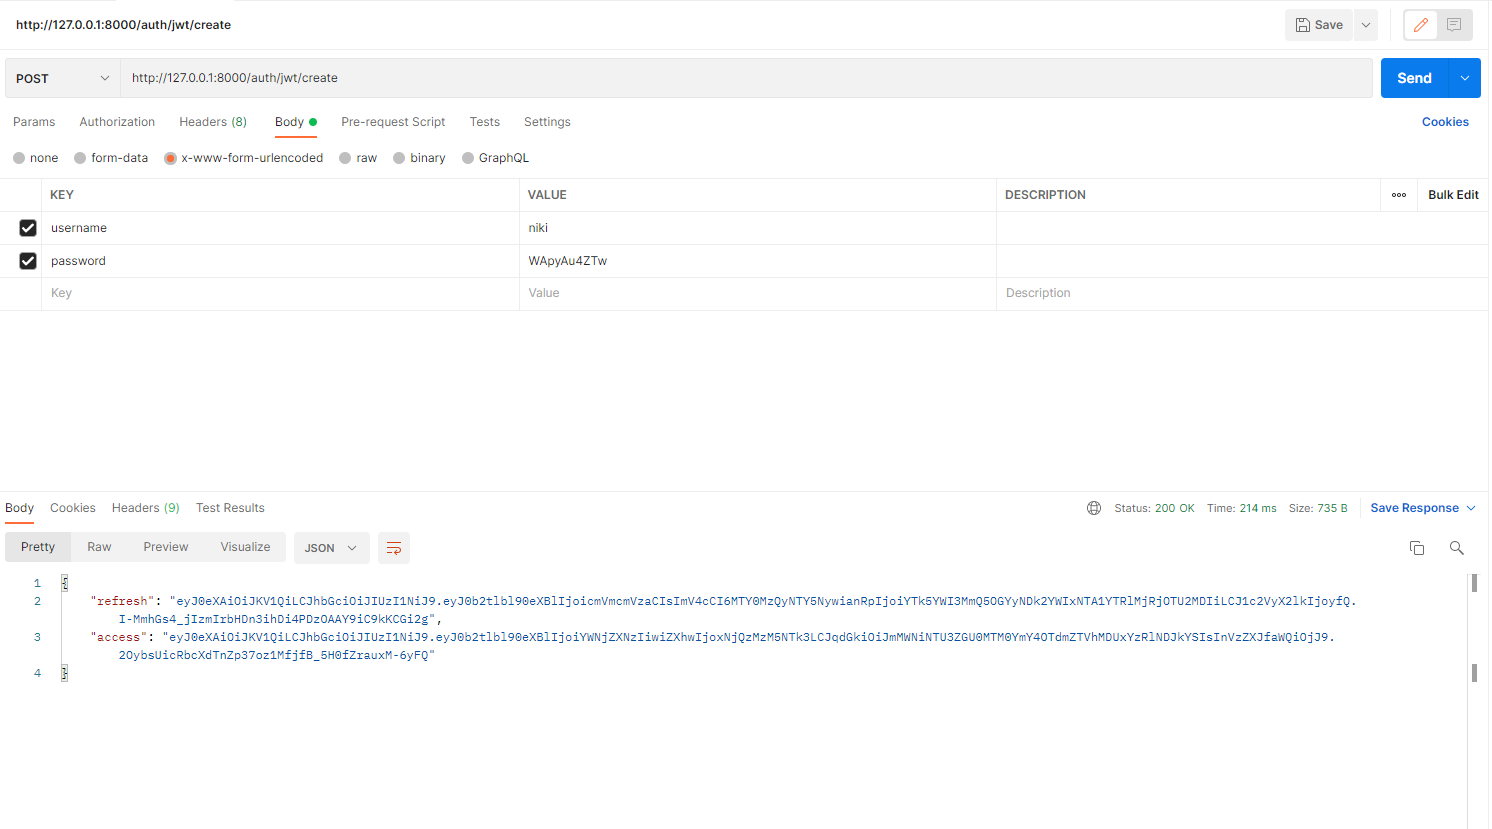 http://127.0.0.1:8000/auth/jwt/create
Save
POST
http://127.0.0.1:8000/auth/jwt/create
Send
Params Authorization Headers (8) Body Pre-request Script Tests Settings Cookies
none form-data x-www-form-urlencoded raw binary GraphQL
KEY VALUE DESCRIPTION ooo Bulk Edit
username niki
password WApyAu4ZTw
Key Value Description
Body Cookies Headers (9) Test Results Status: 200 OK Time: 214 ms Size: 735 B Save Response
Pretty Raw Preview Visualize JSON
1 {
2 "refresh": "eyJ0eXAiOiJKV1QiLCJhbGciOiJIUzI1NiJ9.eyJ0b2tlbl90eXBlIjoicmVmcmVzaCIsImV4cCI6MTY0MzQyNTY5NywianRpIjoiYTk5YWI3MmQ5OGYyNDk2YWIxNTA1YTRlMjRjOTU2MDIiLCJ1c2VyX2lkIjoyfQ.
I-MmhGs4_jIzmIrbHDn3ihDi4PDzOAAY9iC9kKCGi2g",
3 "access": "eyJ0eXAiOiJKV1QiLCJhbGciOiJIUzI1NiJ9.eyJ0b2tlbl90eXBlIjoiYWNjZXNzIiwiZXhwIjoxNjQzMzM5NTk3LCJqdGkiOiJmMWNiNTU3ZGU0MTM0YmY4OTdmZTVhMDUxYzRlNDJkYSIsInVzZXJfaWQiOjJ9.
2OybsUicRbcXdTnZp37oz1MfjfB_5H0fZrauxM-6yFQ"
4 }